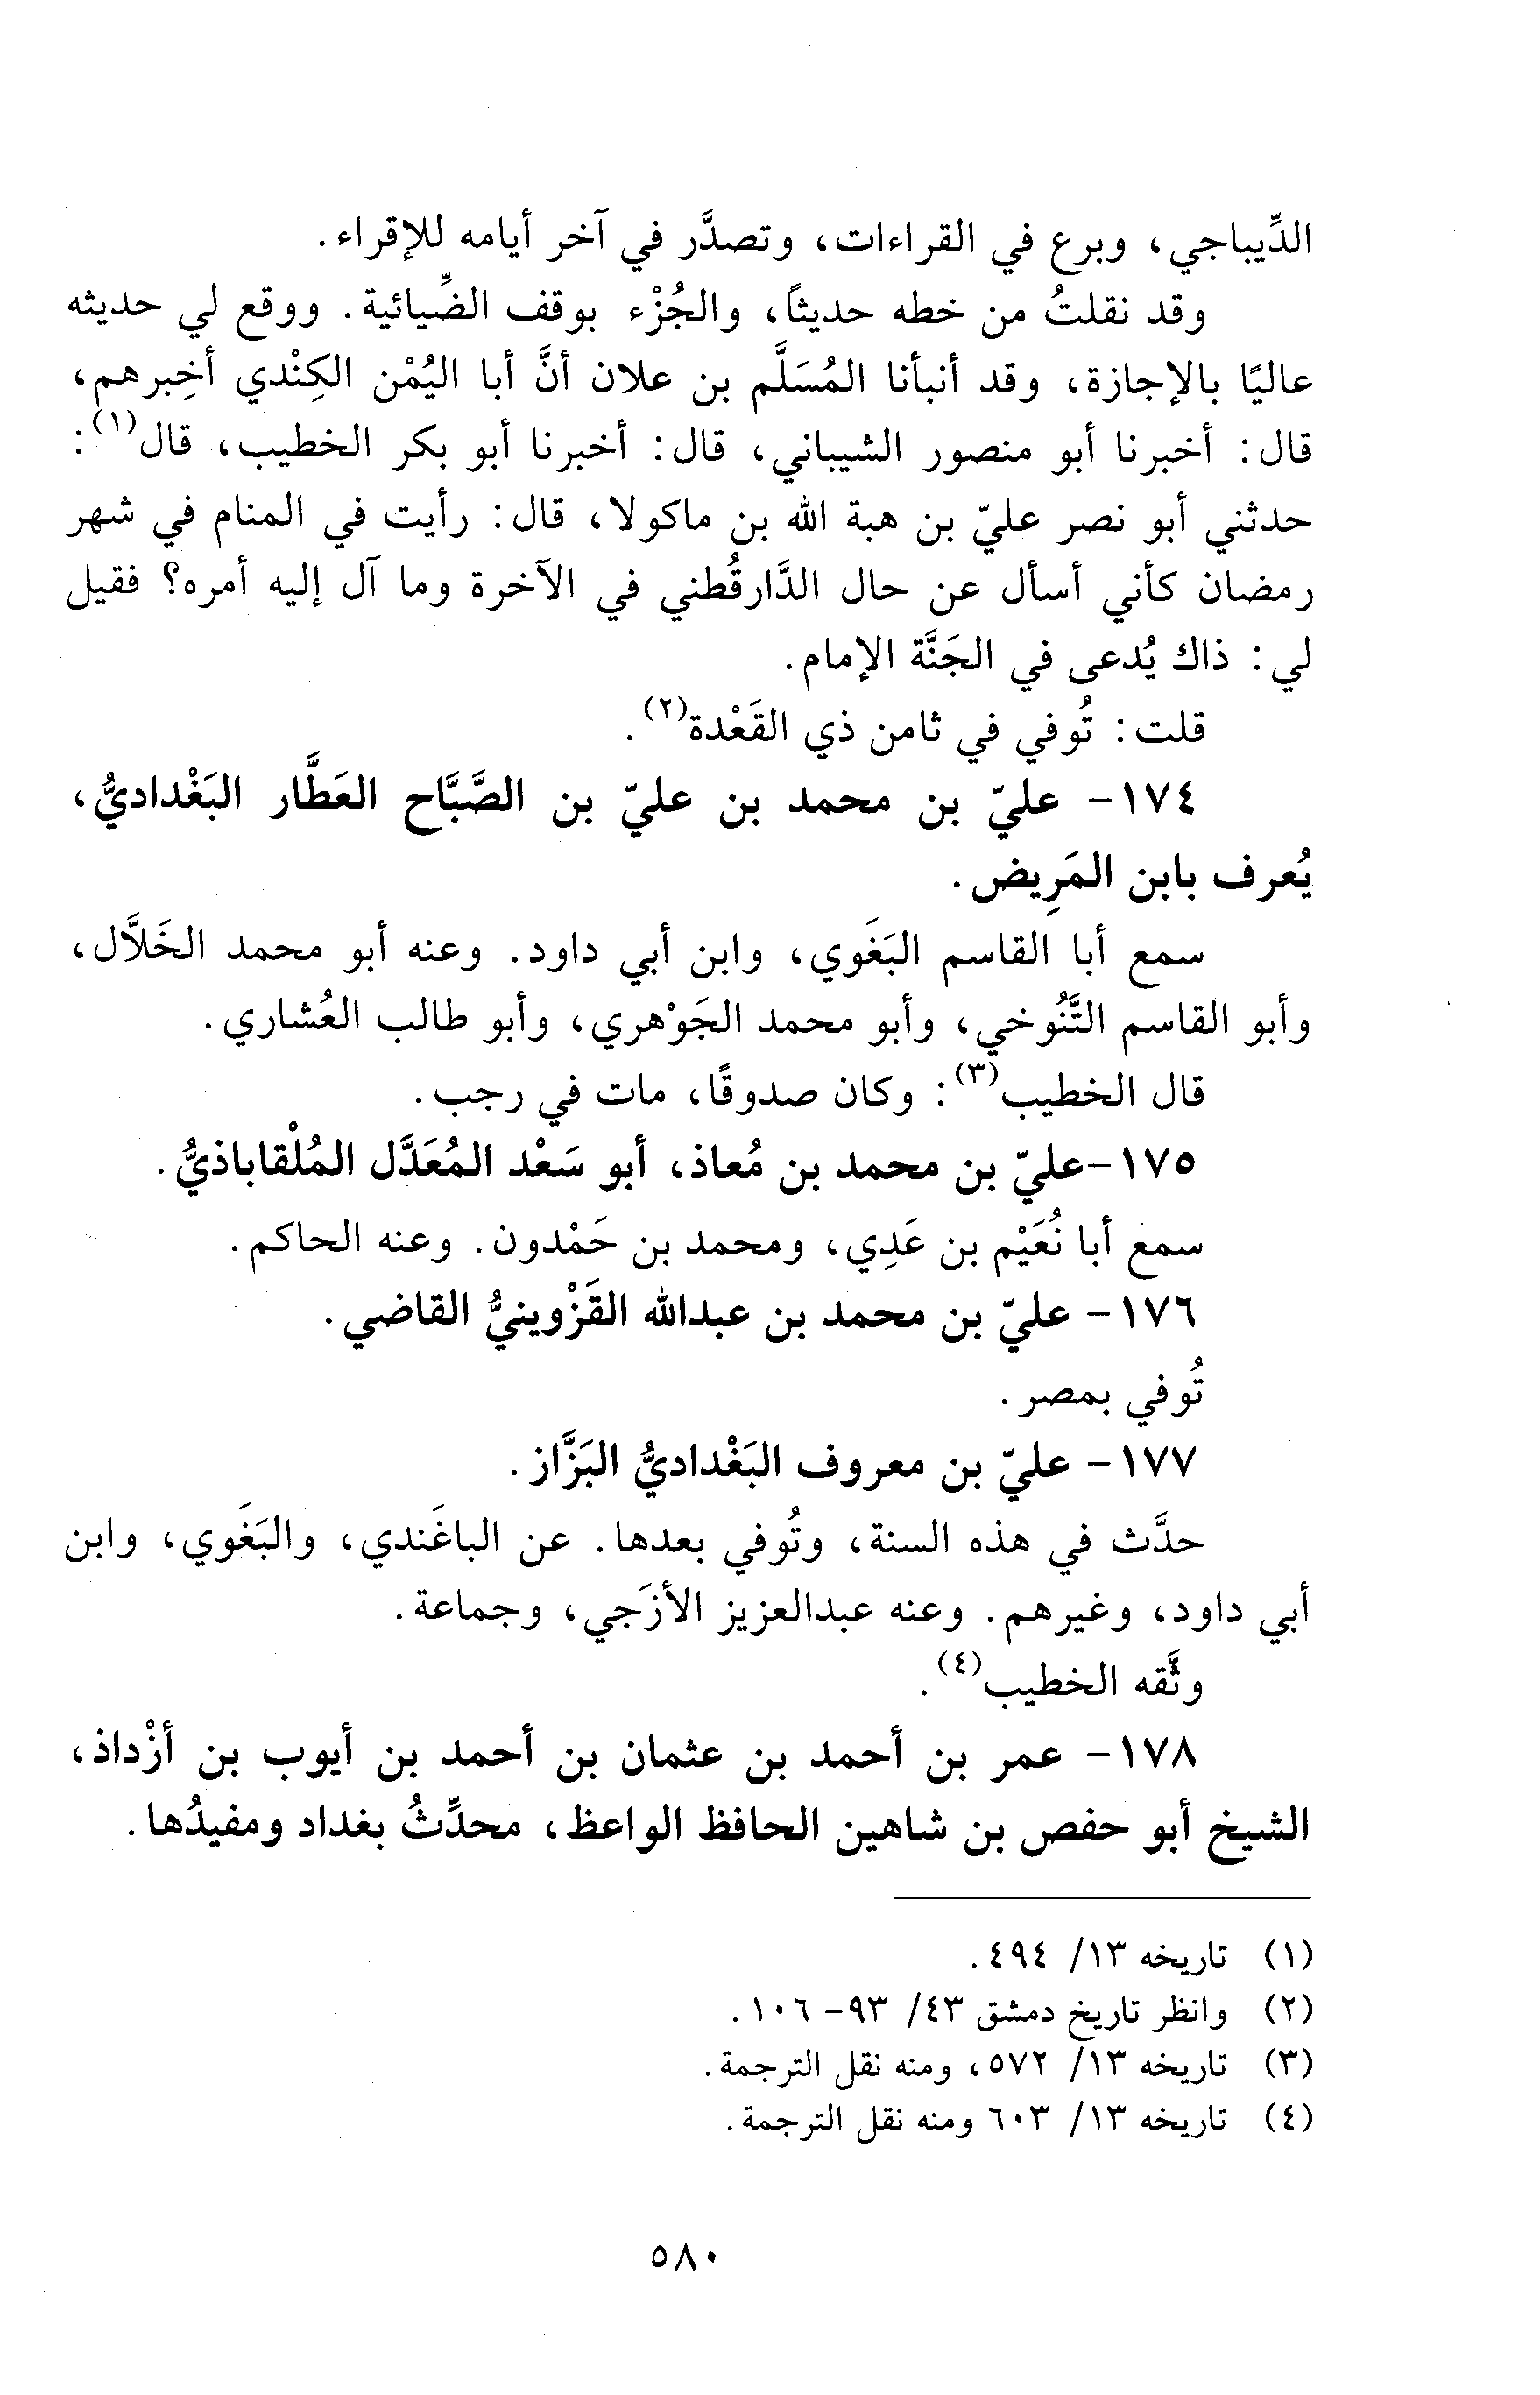 الدِّيباجي، وبرع في القراءات، وتصدَّر في آخر أيامه للإقراء.
وقد نقلتُ من خطه حديثاً، والجُزْء بوقف الضِّيائية. ووقع لي حديثه
عاليًا بالإجازة، وقد أنبأنا المُسَلَّم بن علان أنَّ أبا اليُمْن الكِنْدي أخبرهم،
قال: أخبرنا أبو منصور الشيباني، قال: أخبرنا أبو بكر الخطيب، قال(١):
حدثني أبو نصر عليّ بن هبة الله بن ماكولا، قال: رأيت في المنام في شهر
رمضان كأني أسأل عن حال الدَّارقُطني في الآخرة وما آل إليه أمره؟ فقيل
لي: ذاك يُدعى في الجَنَّة الإمام.
قلت: تُوفي في ثامن ذي القَعْدة(٢).
١٧٤- عليّ بن محمد بن عليّ بن الصَّبَّاح العَطَّار البَغْداديُّ،
يُعرف بابن المَرِيض.
سمع أبا القاسم البَغَوي، وابن أبي داود. وعنه أبو محمد الخَلاَّل،
وأبو القاسم التَّنُوخي، وأبو محمد الجَوْهري، وأبو طالب العُشاري.
قال الخطيب(٣): وكان صدوقًا، مات في رجب.
١٧٥-عليّ بن محمد بن مُعاذ، أبو سَعْد المُعَدَّل المُلْقاباذيُّ.
سمع أبا نُعَيْم بن عَدِي، ومحمد بن حَمْدون. وعنه الحاكم.
١٧٦- عليّ بن محمد بن عبدالله القَزْوينيُّ القاضي.
تُوفي بمصر.
١٧٧- عليّ بن معروف البَغْداديُّ البَزَّاز.
حدَّث في هذه السنة، وتُوفي بعدها. عن الباغَندي، والبَغَوي، وابن
أبي داود، وغيرهم. وعنه عبدالعزيز الأزَجي، وجماعة.
وثَّقه الخطيب(٤).
١٧٨- عمر بن أحمد بن عثمان بن أحمد بن أيوب بن أزْداذ،
الشيخ أبو حفص بن شاهين الحافظ الواعظ، محدِّثُ بغداد ومفيدُها.
(١) تاريخه ١٣/ ٤٩٤.
(٢) وانظر تاريخ دمشق ٤٣/ ٩٣- ١٠٦.
(٣) تاريخه ١٣/ ٥٧٢، ومنه نقل الترجمة.
(٤) تاريخه ١٣/ ٦٠٣ ومنه نقل الترجمة.
٥٨٠